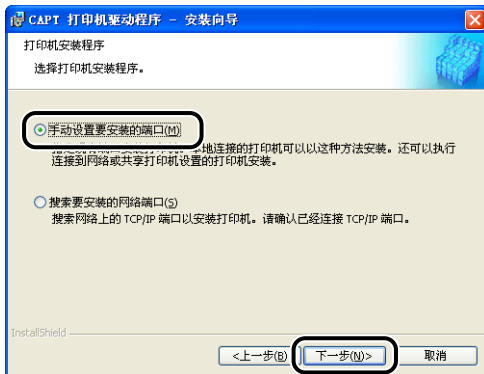 CAPT 打印机驱动程序 - 安装向导
打印机安装程序
选择打印机安装程序。
手动设置要安装的端口(M)
本地连接的打印机可以以这种方法安装。还可以执行
连接到网络或共享打印机设置的打印机安装。
搜索要安装的网络端口(S)
搜索网络上的 TCP/IP 端口以安装打印机。请确认已经连接 TCP/IP 端口。
InstallShield
<上一步(B) 下一步(N)> 取消